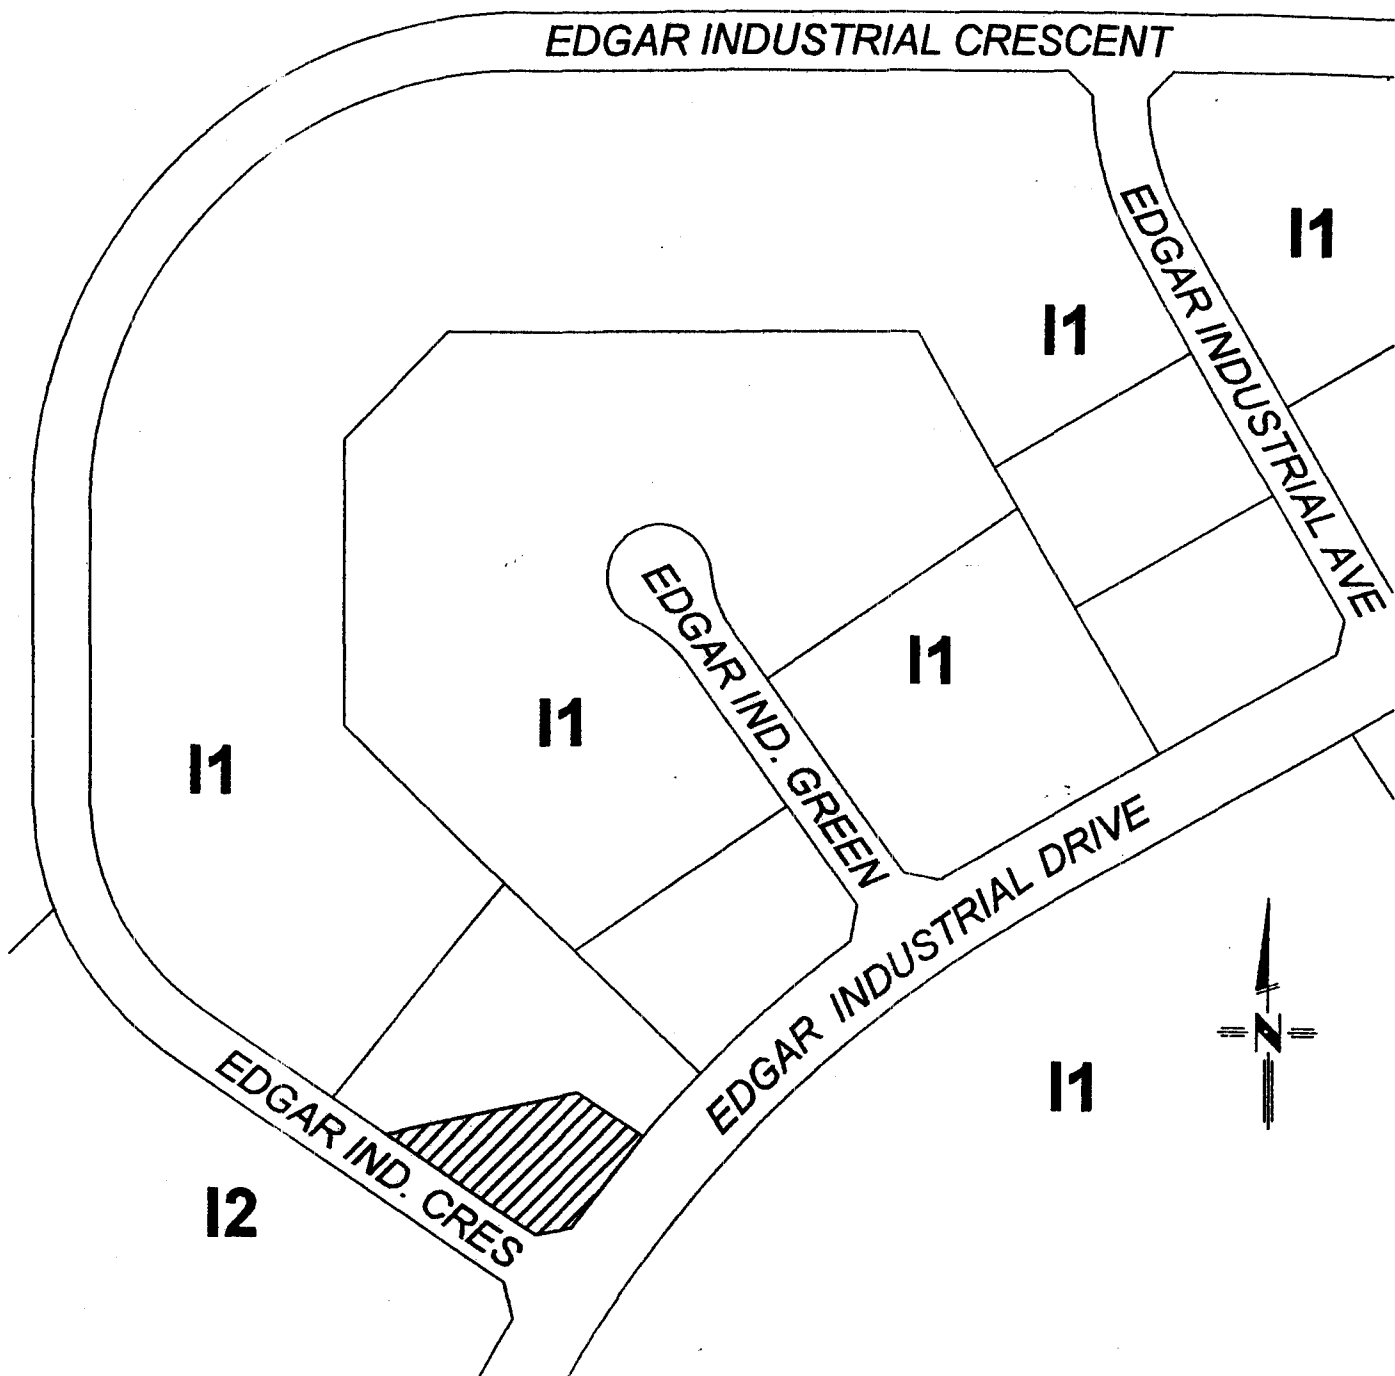 EDGAR INDUSTRIAL CRESCENT
I1
EDGAR INDUSTRIAL AVE
I1
EDGAR IND. GREEN
I1
I1
I1
EDGAR INDUSTRIAL DRIVE
N
I1
EDGAR IND. CRES
I2